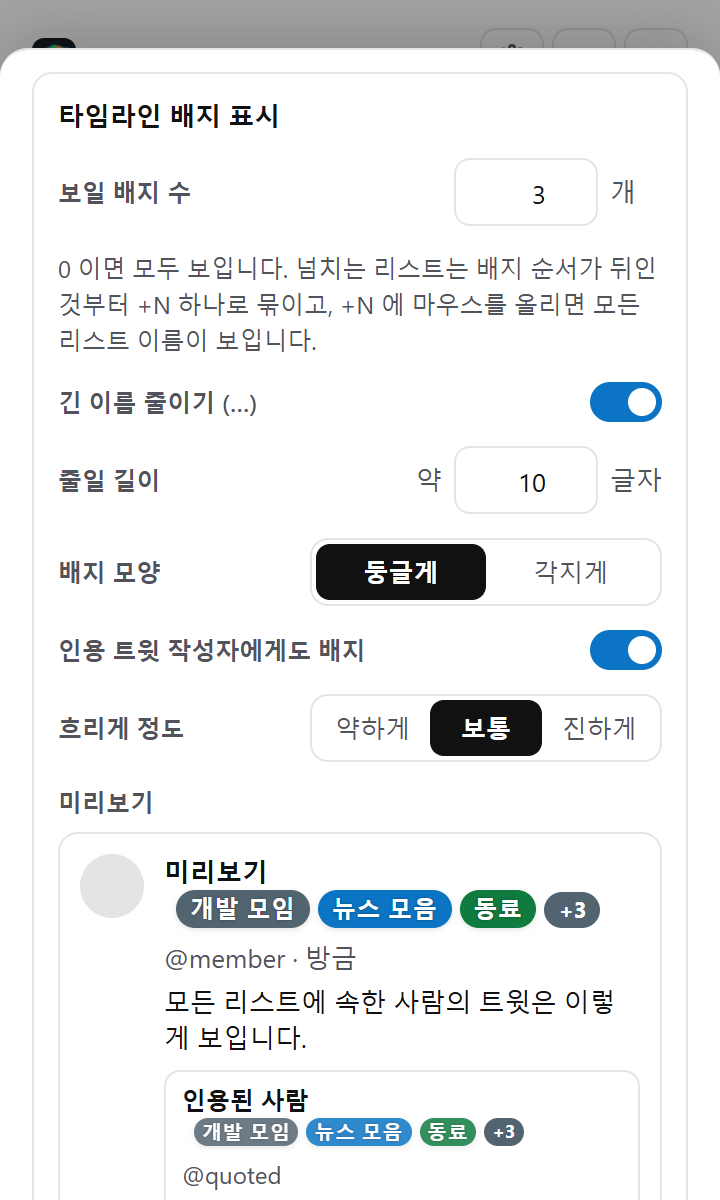 타임라인 배지 표시
보일 배지 수 3 개
0 이면 모두 보입니다. 넘치는 리스트는 배지 순서가 뒤인
것부터 +N 하나로 묶이고, +N 에 마우스를 올리면 모든
리스트 이름이 보입니다.
긴 이름 줄이기 (...)
줄일 길이 약 10 글자
배지 모양 둥글게 각지게
인용 트윗 작성자에게도 배지
흐리게 정도 약하게 보통 진하게
미리보기
미리보기
개발 모임 뉴스 모음 동료 +3
@member · 방금
모든 리스트에 속한 사람의 트윗은 이렇
게 보입니다.
인용된 사람
개발 모임 뉴스 모음 동료 +3
@quoted